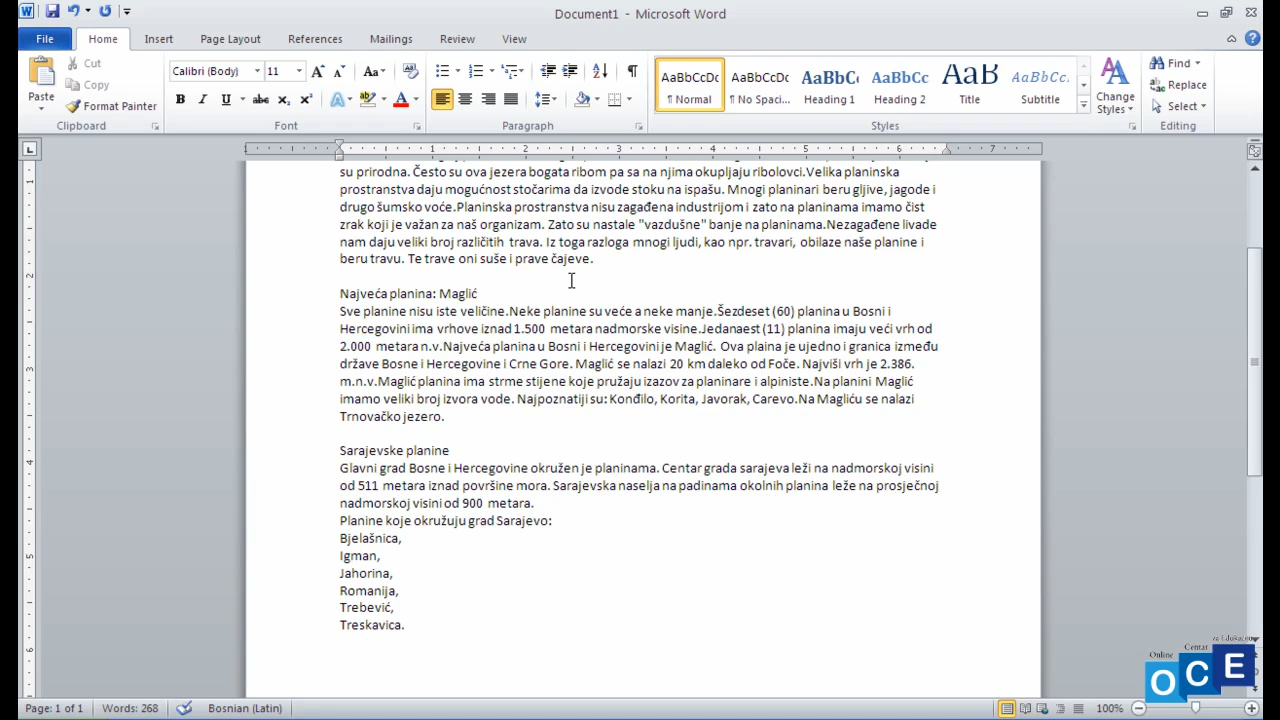 Document1 - Microsoft Word
File Home Insert Page Layout References Mailings Review View
Paste
Cut
Copy
Format Painter
Clipboard
Calibri (Body) 11
Font
Paragraph
AaBbCcDc AaBbCcDc AaBbC AaBbCc AaB AaBbCc.
¶ Normal ¶ No Spaci... Heading 1 Heading 2 Title Subtitle
Change Styles
Styles
Find
Replace
Select
Editing
su prirodna. Često su ova jezera bogata ribom pa sa na njima okupljaju ribolovci.Velika planinska
prostranstva daju mogućnost stočarima da izvode stoku na ispašu. Mnogi planinari beru gljive, jagode i
drugo šumsko voće.Planinska prostranstva nisu zagađena industrijom i zato na planinama imamo čist
zrak koji je važan za naš organizam. Zato su nastale "vazdušne" banje na planinama.Nezagađene livade
nam daju veliki broj različitih trava. Iz toga razloga mnogi ljudi, kao npr. travari, obilaze naše planine i
beru travu. Te trave oni suše i prave čajeve.
Najveća planina: Maglić
Sve planine nisu iste veličine.Neke planine su veće a neke manje.Šezdeset (60) planina u Bosni i
Hercegovini ima vrhove iznad 1.500 metara nadmorske visine.Jedanaest (11) planina imaju veći vrh od
2.000 metara n.v.Najveća planina u Bosni i Hercegovini je Maglić. Ova plaina je ujedno i granica između
države Bosne i Hercegovine i Crne Gore. Maglić se nalazi 20 km daleko od Foče. Najviši vrh je 2.386.
m.n.v.Maglić planina ima strme stijene koje pružaju izazov za planinare i alpiniste.Na planini Maglić
imamo veliki broj izvora vode. Najpoznatiji su: Konđilo, Korita, Javorak, Carevo.Na Magliću se nalazi
Trnovačko jezero.
Sarajevske planine
Glavni grad Bosne i Hercegovine okružen je planinama. Centar grada sarajeva leži na nadmorskoj visini
od 511 metara iznad površine mora. Sarajevska naselja na padinama okolnih planina leže na prosječnoj
nadmorskoj visini od 900 metara.
Planine koje okružuju grad Sarajevo:
Bjelašnica,
Igman,
Jahorina,
Romanija,
Trebević,
Treskavica.
Online Centar za Edukaciju
OCE
Page: 1 of 1 Words: 268 Bosnian (Latin) 100%